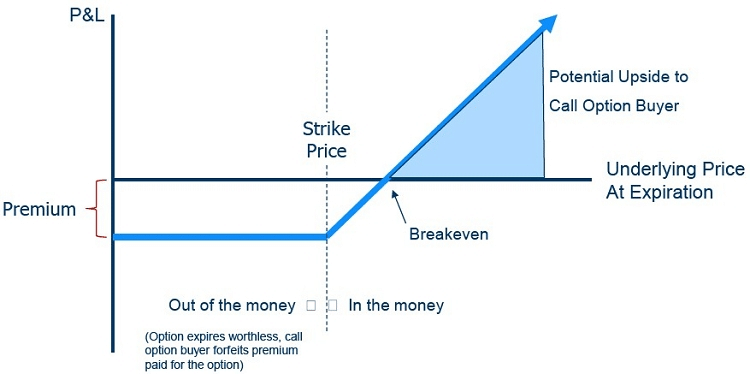 P&L
Potential Upside to
Call Option Buyer
Strike
Price
Underlying Price
At Expiration
Premium
Breakeven
Out of the money □ □ In the money
(Option expires worthless, call
option buyer forfeits premium
paid for the option)